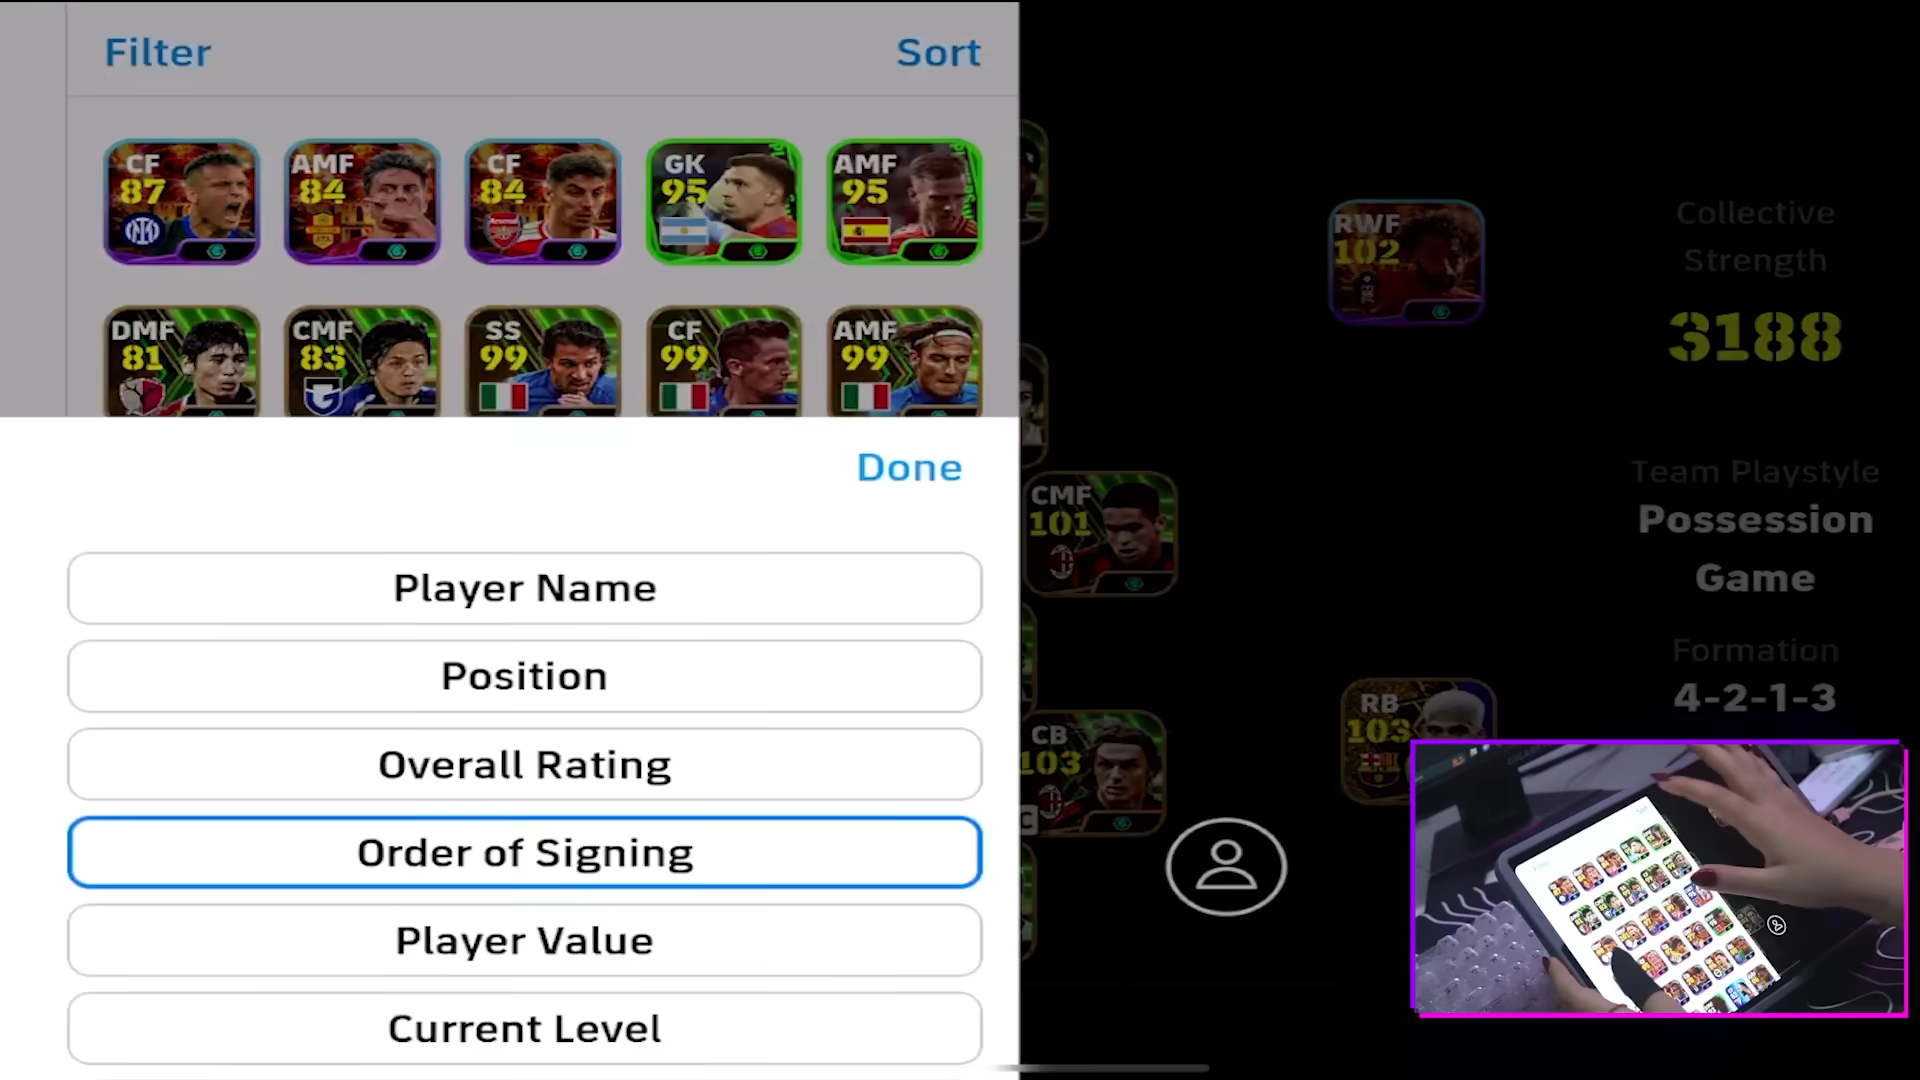 Filter
Sort
CF
87
AMF
84
CF
84
Arsenal
GK
95
AMF
95
DMF
81
CMF
83
SS
99
CF
99
AMF
99
Done
Player Name
Position
Overall Rating
Order of Signing
Player Value
Current Level
RWF
102
CMF
101
CB
103
C
RB
103
Collective
Strength
3188
Team Playstyle
Possession
Game
Formation
4-2-1-3